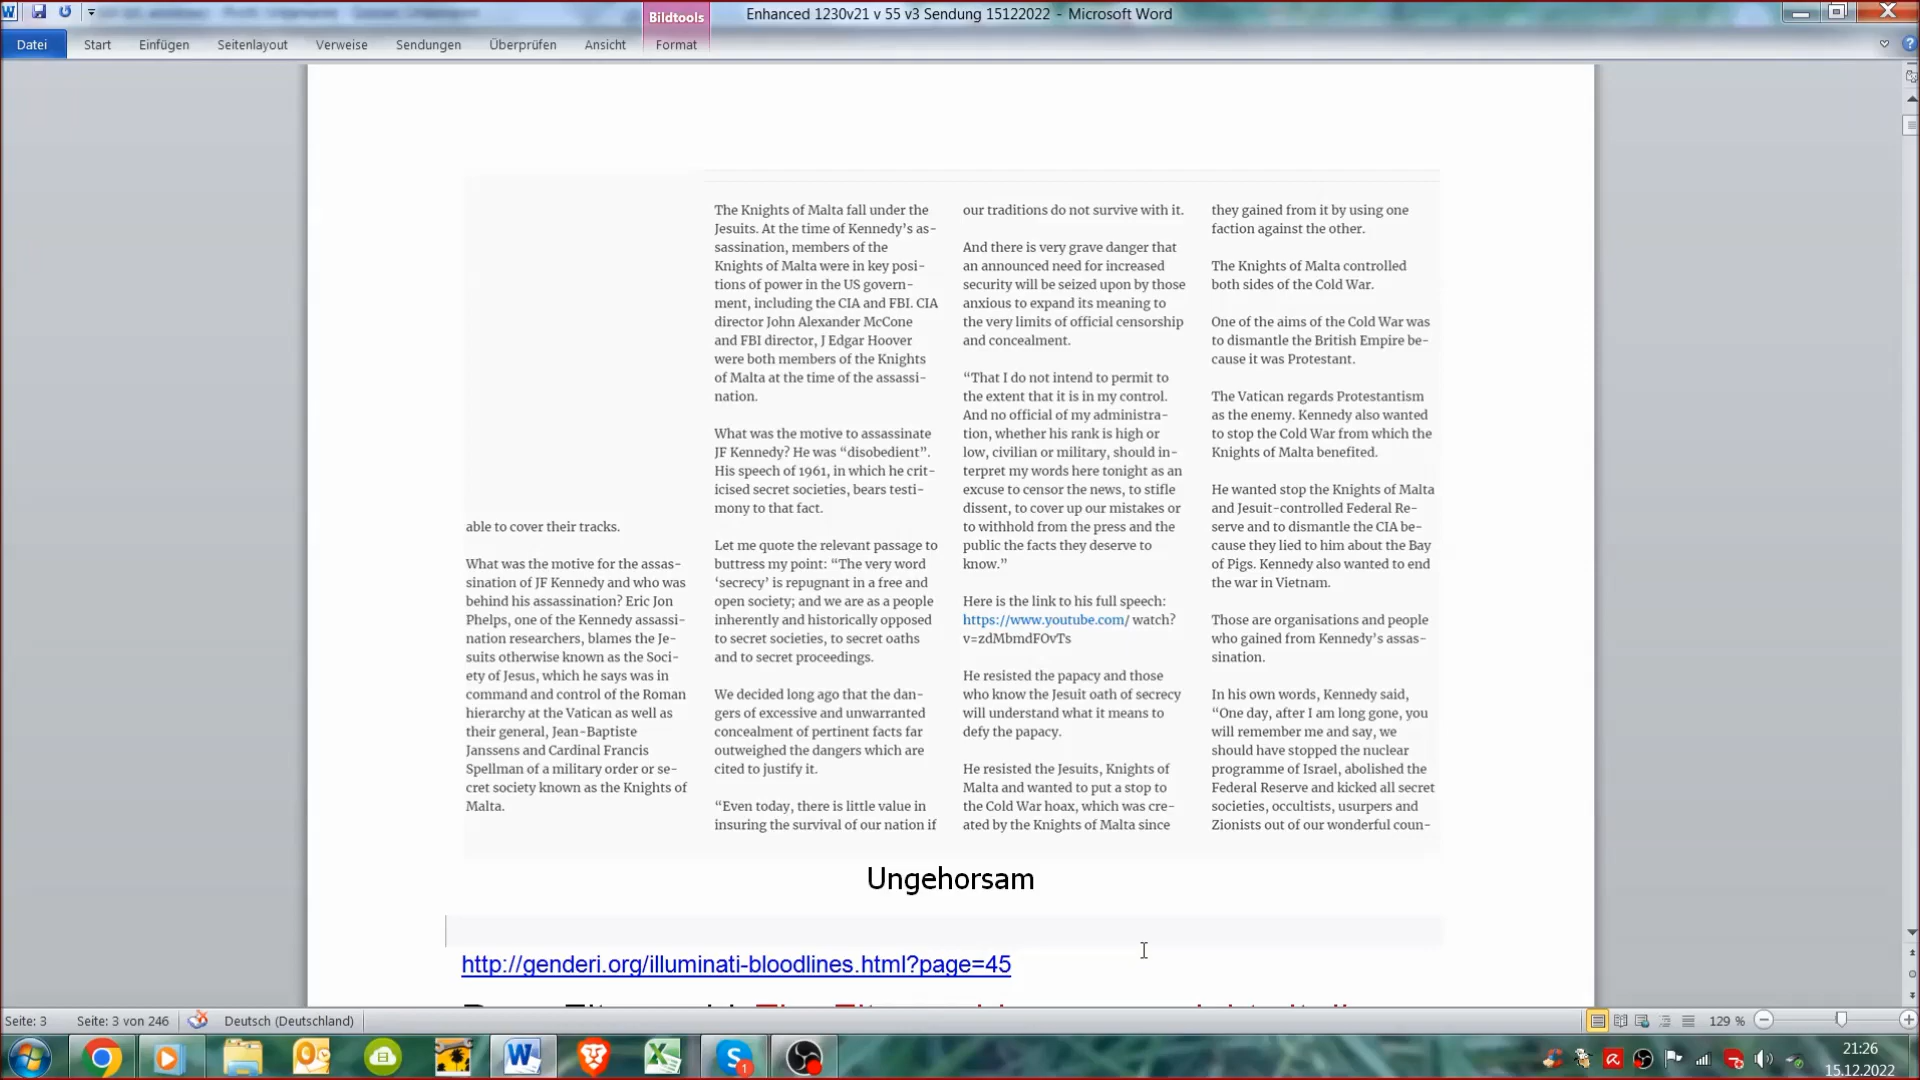 Enhanced 1230v21 v 55 v3 Sendung 15122022 - Microsoft Word
Bildtools
Datei
Start
Einfügen
Seitenlayout
Verweise
Sendungen
Überprüfen
Ansicht
Format
able to cover their tracks.
What was the motive for the assas-
sination of JF Kennedy and who was
behind his assassination? Eric Jon
Phelps, one of the Kennedy assassi-
nation researchers, blames the Je-
suits otherwise known as the Soci-
ety of Jesus, which he says was in
command and control of the Roman
hierarchy at the Vatican as well as
their general, Jean-Baptiste
Janssens and Cardinal Francis
Spellman of a military order or se-
cret society known as the Knights of
Malta.
The Knights of Malta fall under the
Jesuits. At the time of Kennedy's as-
sassination, members of the
Knights of Malta were in key posi-
tions of power in the US govern-
ment, including the CIA and FBI. CIA
director John Alexander McCone
and FBI director, J Edgar Hoover
were both members of the Knights
of Malta at the time of the assassi-
nation.
What was the motive to assassinate
JF Kennedy? He was “disobedient”.
His speech of 1961, in which he crit-
icised secret societies, bears testi-
mony to that fact.
Let me quote the relevant passage to
buttress my point: “The very word
‘secrecy’ is repugnant in a free and
open society; and we are as a people
inherently and historically opposed
to secret societies, to secret oaths
and to secret proceedings.
We decided long ago that the dan-
gers of excessive and unwarranted
concealment of pertinent facts far
outweighed the dangers which are
cited to justify it.
“Even today, there is little value in
insuring the survival of our nation if
our traditions do not survive with it.
And there is very grave danger that
an announced need for increased
security will be seized upon by those
anxious to expand its meaning to
the very limits of official censorship
and concealment.
“That I do not intend to permit to
the extent that it is in my control.
And no official of my administra-
tion, whether his rank is high or
low, civilian or military, should in-
terpret my words here tonight as an
excuse to censor the news, to stifle
dissent, to cover up our mistakes or
to withhold from the press and the
public the facts they deserve to
know.”
Here is the link to his full speech:
https://www.youtube.com/ watch?
v=zdMbmdFOvTs
He resisted the papacy and those
who know the Jesuit oath of secrecy
will understand what it means to
defy the papacy.
He resisted the Jesuits, Knights of
Malta and wanted to put a stop to
the Cold War hoax, which was cre-
ated by the Knights of Malta since
they gained from it by using one
faction against the other.
The Knights of Malta controlled
both sides of the Cold War.
One of the aims of the Cold War was
to dismantle the British Empire be-
cause it was Protestant.
The Vatican regards Protestantism
as the enemy. Kennedy also wanted
to stop the Cold War from which the
Knights of Malta benefited.
He wanted stop the Knights of Malta
and Jesuit-controlled Federal Re-
serve and to dismantle the CIA be-
cause they lied to him about the Bay
of Pigs. Kennedy also wanted to end
the war in Vietnam.
Those are organisations and people
who gained from Kennedy's assas-
sination.
In his own words, Kennedy said,
“One day, after I am long gone, you
will remember me and say, we
should have stopped the nuclear
programme of Israel, abolished the
Federal Reserve and kicked all secret
societies, occultists, usurpers and
Zionists out of our wonderful coun-
Ungehorsam
http://genderi.org/illuminati-bloodlines.html?page=45
Seite: 3
Seite: 3 von 246
Deutsch (Deutschland)
129 %
21:26
15.12.2022